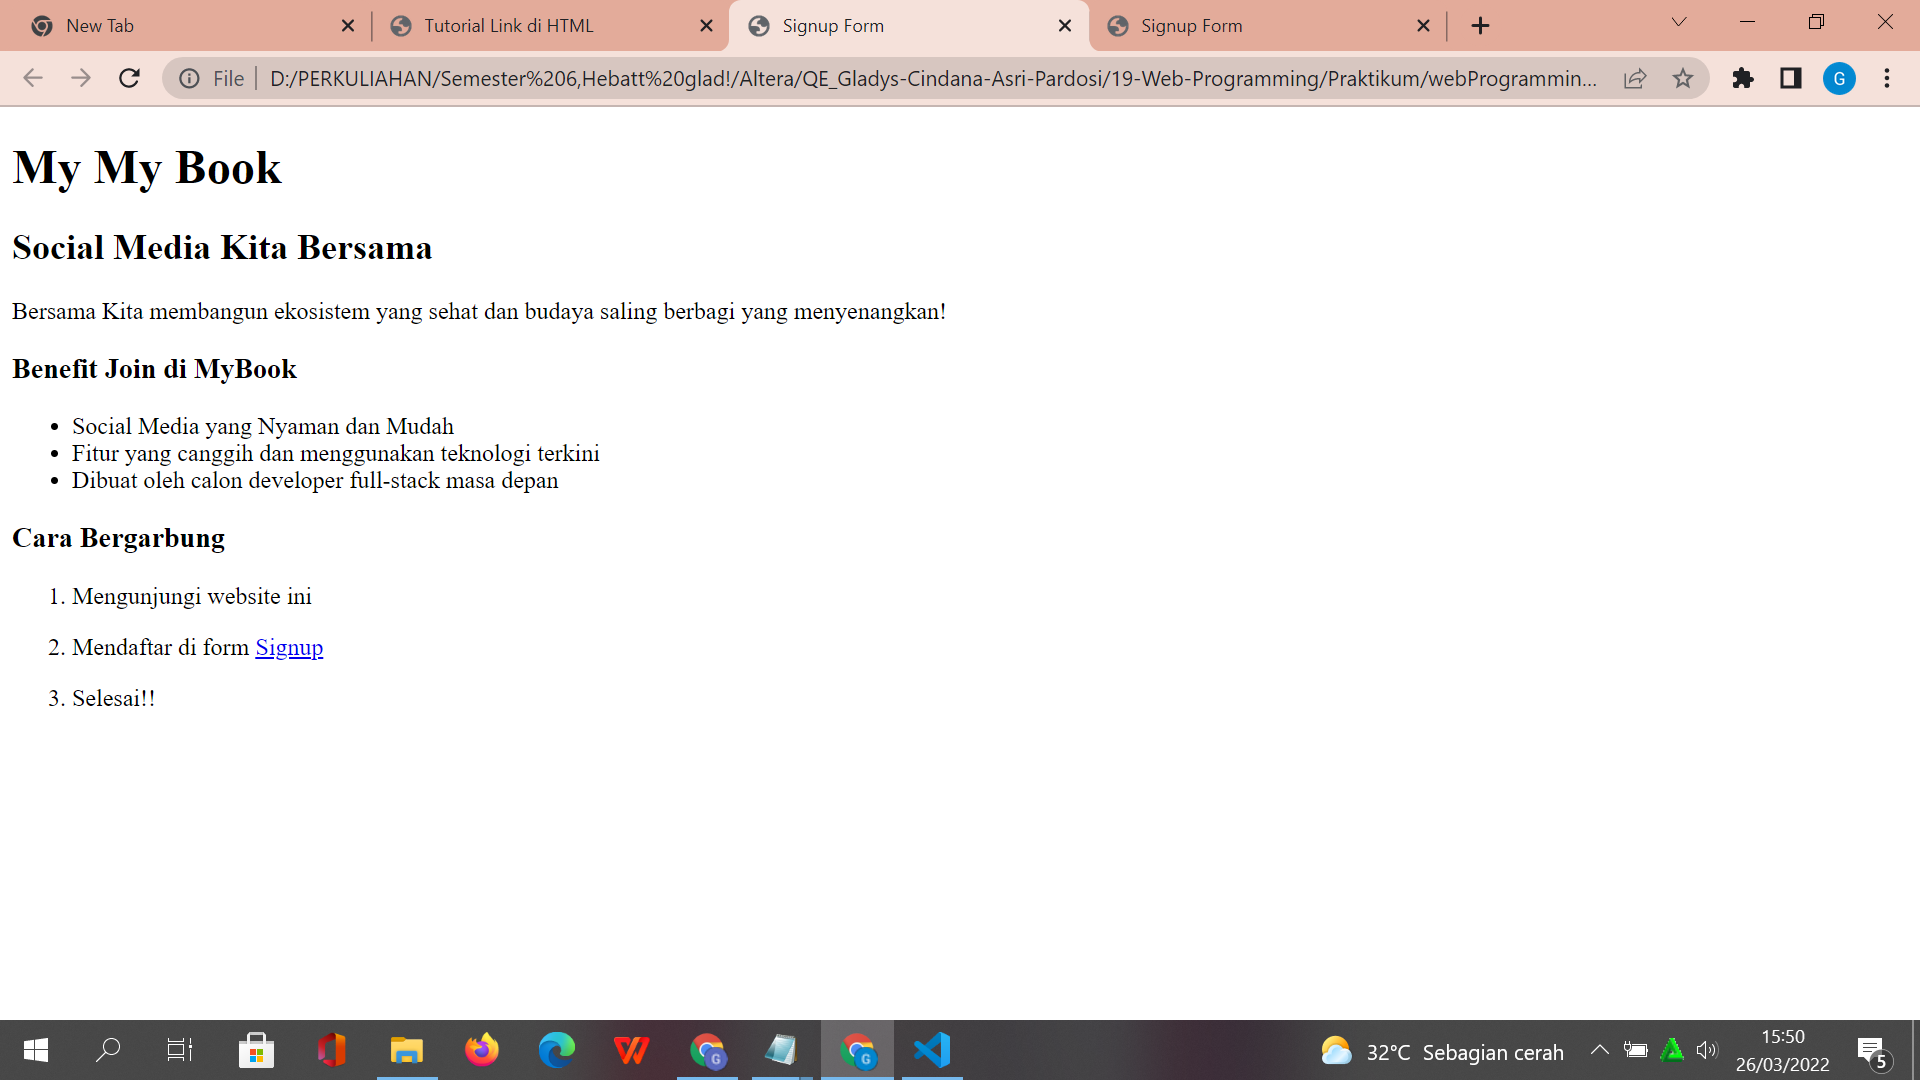 New Tab
Tutorial Link di HTML
Signup Form
Signup Form
File
D:/PERKULIAHAN/Semester%206,Hebatt%20glad!/Altera/QE_Gladys-Cindana-Asri-Pardosi/19-Web-Programming/Praktikum/webProgrammin...
G
My My Book
Social Media Kita Bersama
Bersama Kita membangun ekosistem yang sehat dan budaya saling berbagi yang menyenangkan!
Benefit Join di MyBook
• Social Media yang Nyaman dan Mudah
• Fitur yang canggih dan menggunakan teknologi terkini
• Dibuat oleh calon developer full-stack masa depan
Cara Bergarbung
1. Mengunjungi website ini
2. Mendaftar di form Signup
3. Selesai!!
G
G
32°C Sebagian cerah
15:50
26/03/2022
5